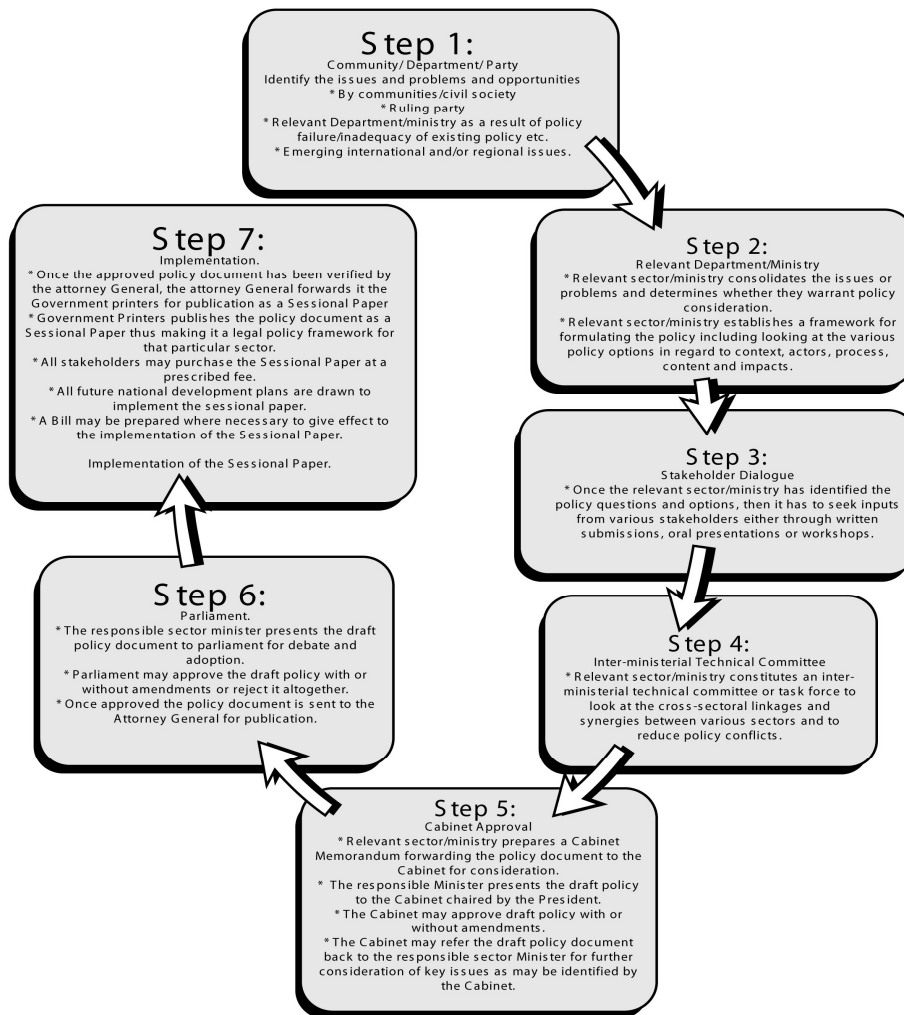 Step 1:
Community/ Department/ Party
Identify the issues and problems and opportunities
* By communities/civil society
* Ruling party
* Relevant Department/ministry as a result of policy
failure/inadequacy of existing policy etc.
* Emerging international and/or regional issues.
Step 2:
Relevant Department/Ministry
* Relevant sector/ministry consolidates the issues or
problems and determines whether they warrant policy
consideration.
* Relevant sector/ministry establishes a framework for
formulating the policy including looking at the various
policy options in regard to context, actors, process,
content and impacts.
Step 3:
Stakeholder Dialogue
* Once the relevant sector/ministry has identified the
policy questions and options, then it has to seek inputs
from various stakeholders either through written
submissions, oral presentations or workshops.
Step 4:
Inter-ministerial Technical Committee
* Relevant sector/ministry constitutes an inter-
ministerial technical committee or task force to
look at the cross-sectoral linkages and
synergies between various sectors and to
reduce policy conflicts.
Step 5:
Cabinet Approval
* Relevant sector/ministry prepares a Cabinet
Memorandum forwarding the policy document to the
Cabinet for consideration.
* The responsible Minister presents the draft policy
to the Cabinet chaired by the President.
* The Cabinet may approve draft policy with or
without amendments.
* The Cabinet may refer the draft policy document
back to the responsible sector Minister for further
consideration of key issues as may be identified by
the Cabinet.
Step 6:
Parliament.
* The responsible sector minister presents the draft
policy document to parliament for debate and
adoption.
* Parliament may approve the draft policy with or
without amendments or reject it altogether.
* Once approved the policy document is sent to the
Attorney General for publication.
Step 7:
Implementation.
* Once the approved policy document has been verified by
the attorney General, the attorney General forwards it the
Government printers for publication as a Sessional Paper
* Government Printers publishes the policy document as a
Sessional Paper thus making it a legal policy framework for
that particular sector.
* All stakeholders may purchase the Sessional Paper at a
prescribed fee.
* All future national development plans are drawn to
implement the sessional paper.
* A Bill may be prepared where necessary to give effect to
the implementation of the Sessional Paper.
Implementation of the Sessional Paper.